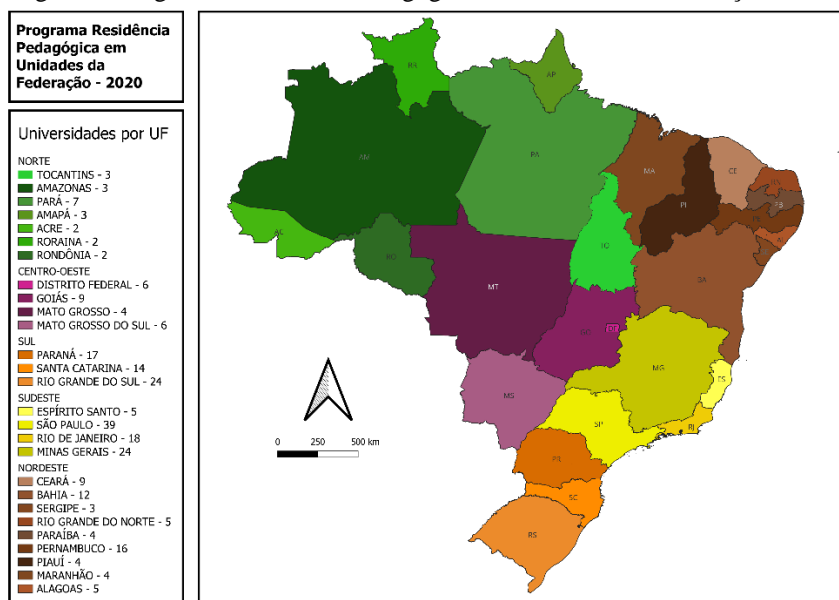 Programa Residência
Pedagógica em
Unidades da
Federação - 2020
Universidades por UF
NORTE
TOCANTINS - 3
AMAZONAS - 3
PARÁ - 7
AMAPÁ - 3
ACRE - 2
RORAINA - 2
RONDÔNIA - 2
CENTRO-OESTE
DISTRITO FEDERAL - 6
GOIÁS - 9
MATO GROSSO - 4
MATO GROSSO DO SUL - 6
SUL
PARANÁ - 17
SANTA CATARINA - 14
RIO GRANDE DO SUL - 24
SUDESTE
ESPÍRITO SANTO - 5
SÃO PAULO - 39
RIO DE JANEIRO - 18
MINAS GERAIS - 24
NORDESTE
CEARÁ - 9
BAHIA - 12
SERGIPE - 3
RIO GRANDE DO NORTE - 5
PARAÍBA - 4
PERNAMBUCO - 16
PIAUÍ - 4
MARANHÃO - 4
ALAGOAS - 5
RR
AP
AM
PA
MA
CE
RN
PB
PI
PE
AL
AC
TO
RO
BA
MT
GO
DF
MG
ES
MS
SP
RJ
PR
SC
RS
0 250 500 km